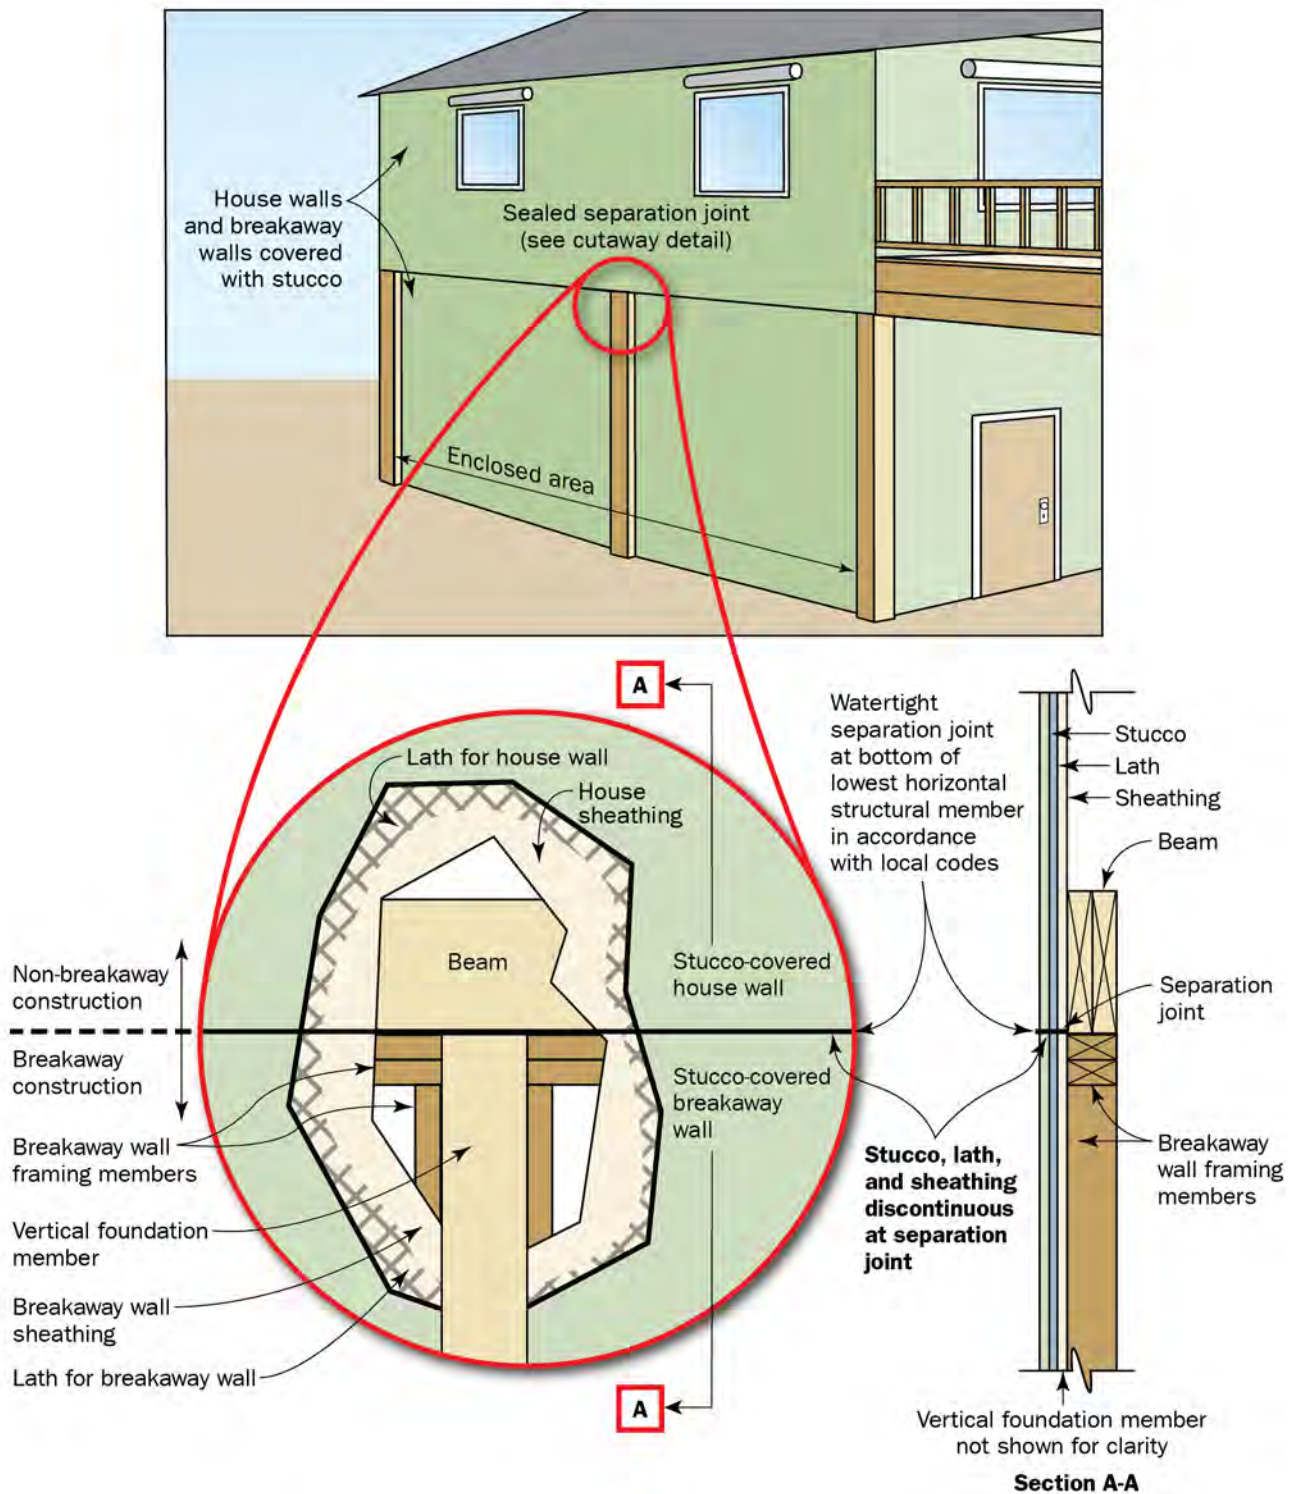 House walls
and breakaway
walls covered
with stucco
Sealed separation joint
(see cutaway detail)
Enclosed area
A
Lath for house wall
House
sheathing
Beam
Stucco-covered
house wall
Non-breakaway
construction
Breakaway
construction
Stucco-covered
breakaway
wall
Breakaway wall
framing members
Vertical foundation
member
Breakaway wall
sheathing
Lath for breakaway wall
A
Watertight
separation joint
at bottom of
lowest horizontal
structural member
in accordance
with local codes
Stucco
Lath
Sheathing
Beam
Separation
joint
Stucco, lath,
and sheathing
discontinuous
at separation
joint
Breakaway
wall framing
members
Vertical foundation member
not shown for clarity
Section A-A